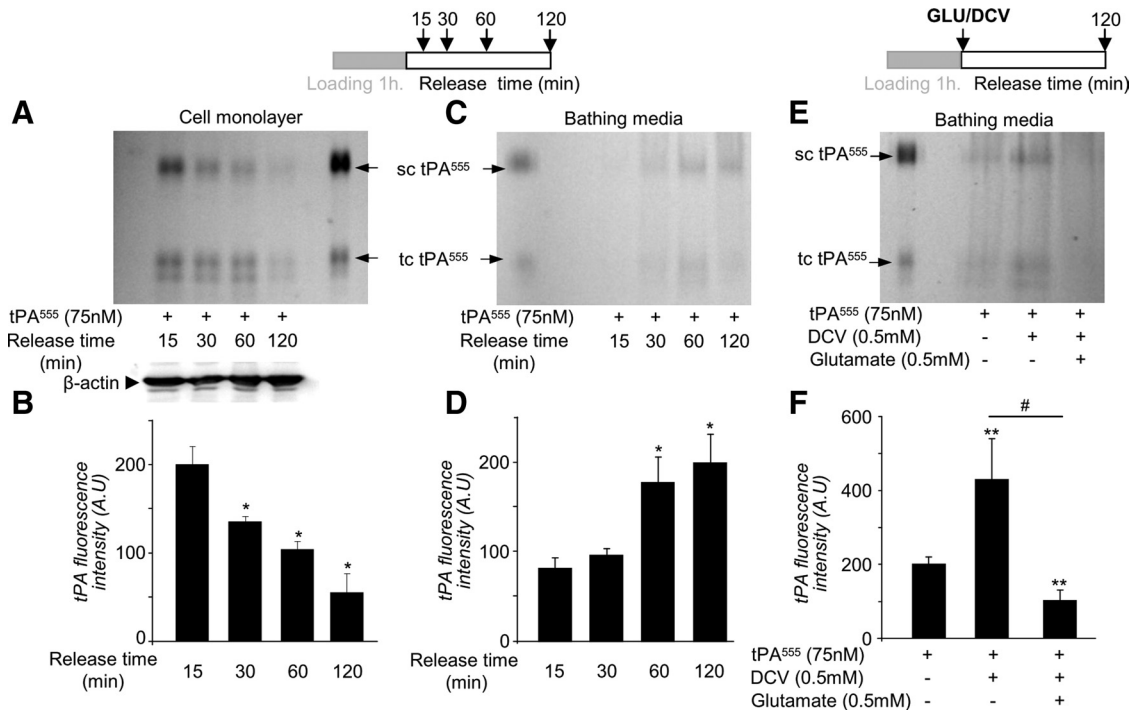 15 30 60 120
Loading 1h. Release time (min)
GLU/DCV 120
Loading 1h. Release time (min)
A
Cell monolayer
sc tPA⁵⁵⁵
tc tPA⁵⁵⁵
tPA⁵⁵⁵ (75nM) + + + +
Release time 15 30 60 120
(min)
β-actin
C
Bathing media
tPA⁵⁵⁵ (75nM) + + + +
Release time 15 30 60 120
(min)
E
Bathing media
sc tPA⁵⁵⁵
tc tPA⁵⁵⁵
tPA⁵⁵⁵ (75nM) + + +
DCV (0.5mM) - + +
Glutamate (0.5mM) - - +
B
tPA fluorescence
intensity (A.U)
200
100
0
* * *
Release time 15 30 60 120
(min)
D
tPA fluorescence
intensity (A.U)
200
100
0
* *
Release time 15 30 60 120
(min)
F
tPA fluorescence
intensity (A.U)
600
400
200
0
#
** **
tPA⁵⁵⁵ (75nM) + + +
DCV (0.5mM) - + +
Glutamate (0.5mM) - - +